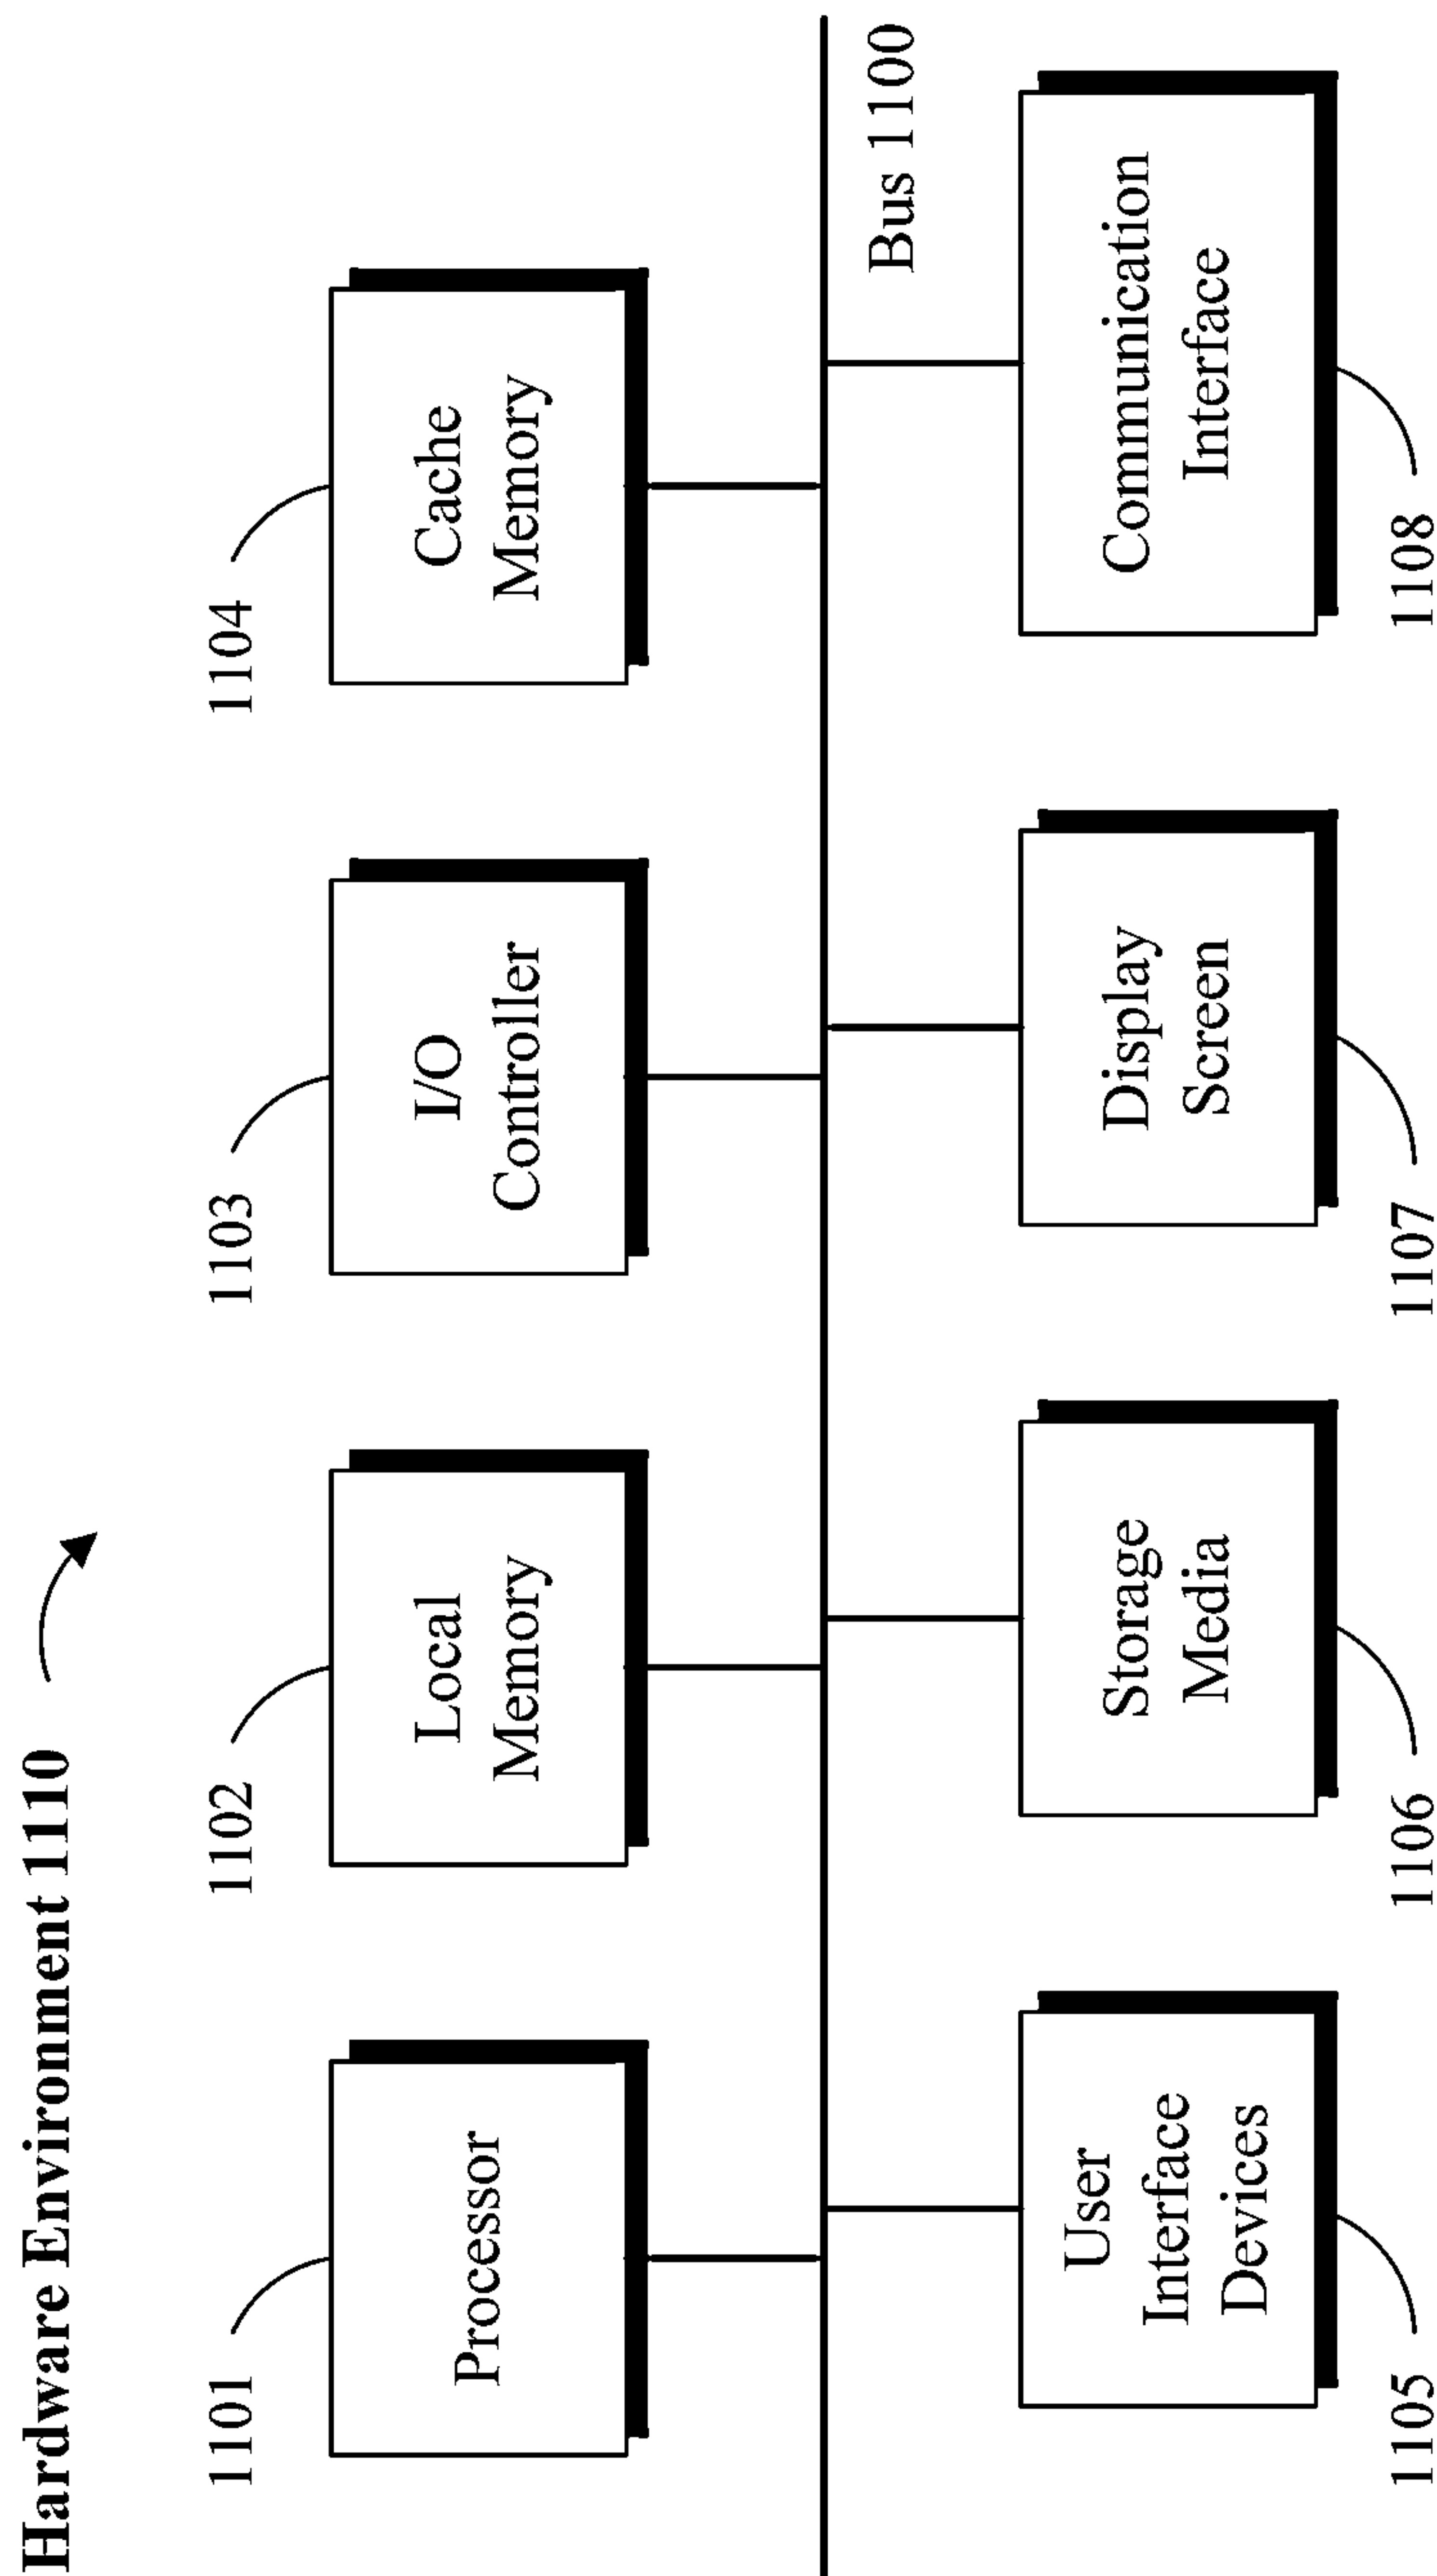 Hardware Environment 1110
1101
1102
1103
1104
Processor
Local
Memory
I/O
Controller
Cache
Memory
Bus 1100
User
Interface
Devices
Storage
Media
Display
Screen
Communication
Interface
1105
1106
1107
1108